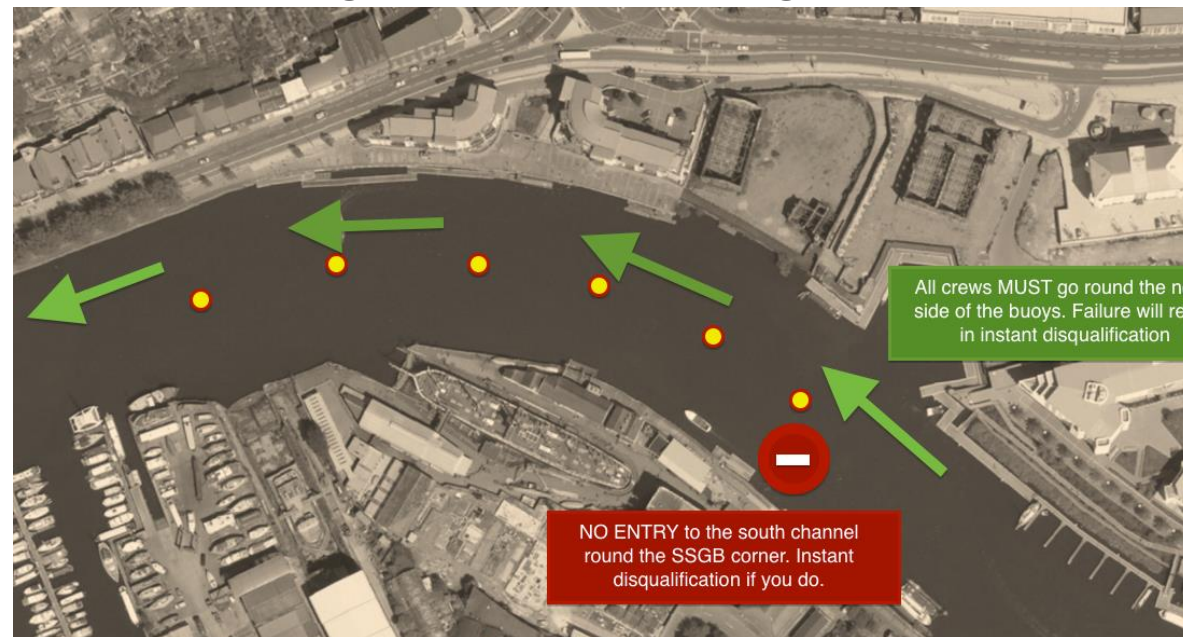 All crews MUST go round the
side of the buoys. Failure will
in instant disqualification
NO ENTRY to the south channel
round the SSGB corner. Instant
disqualification if you do.